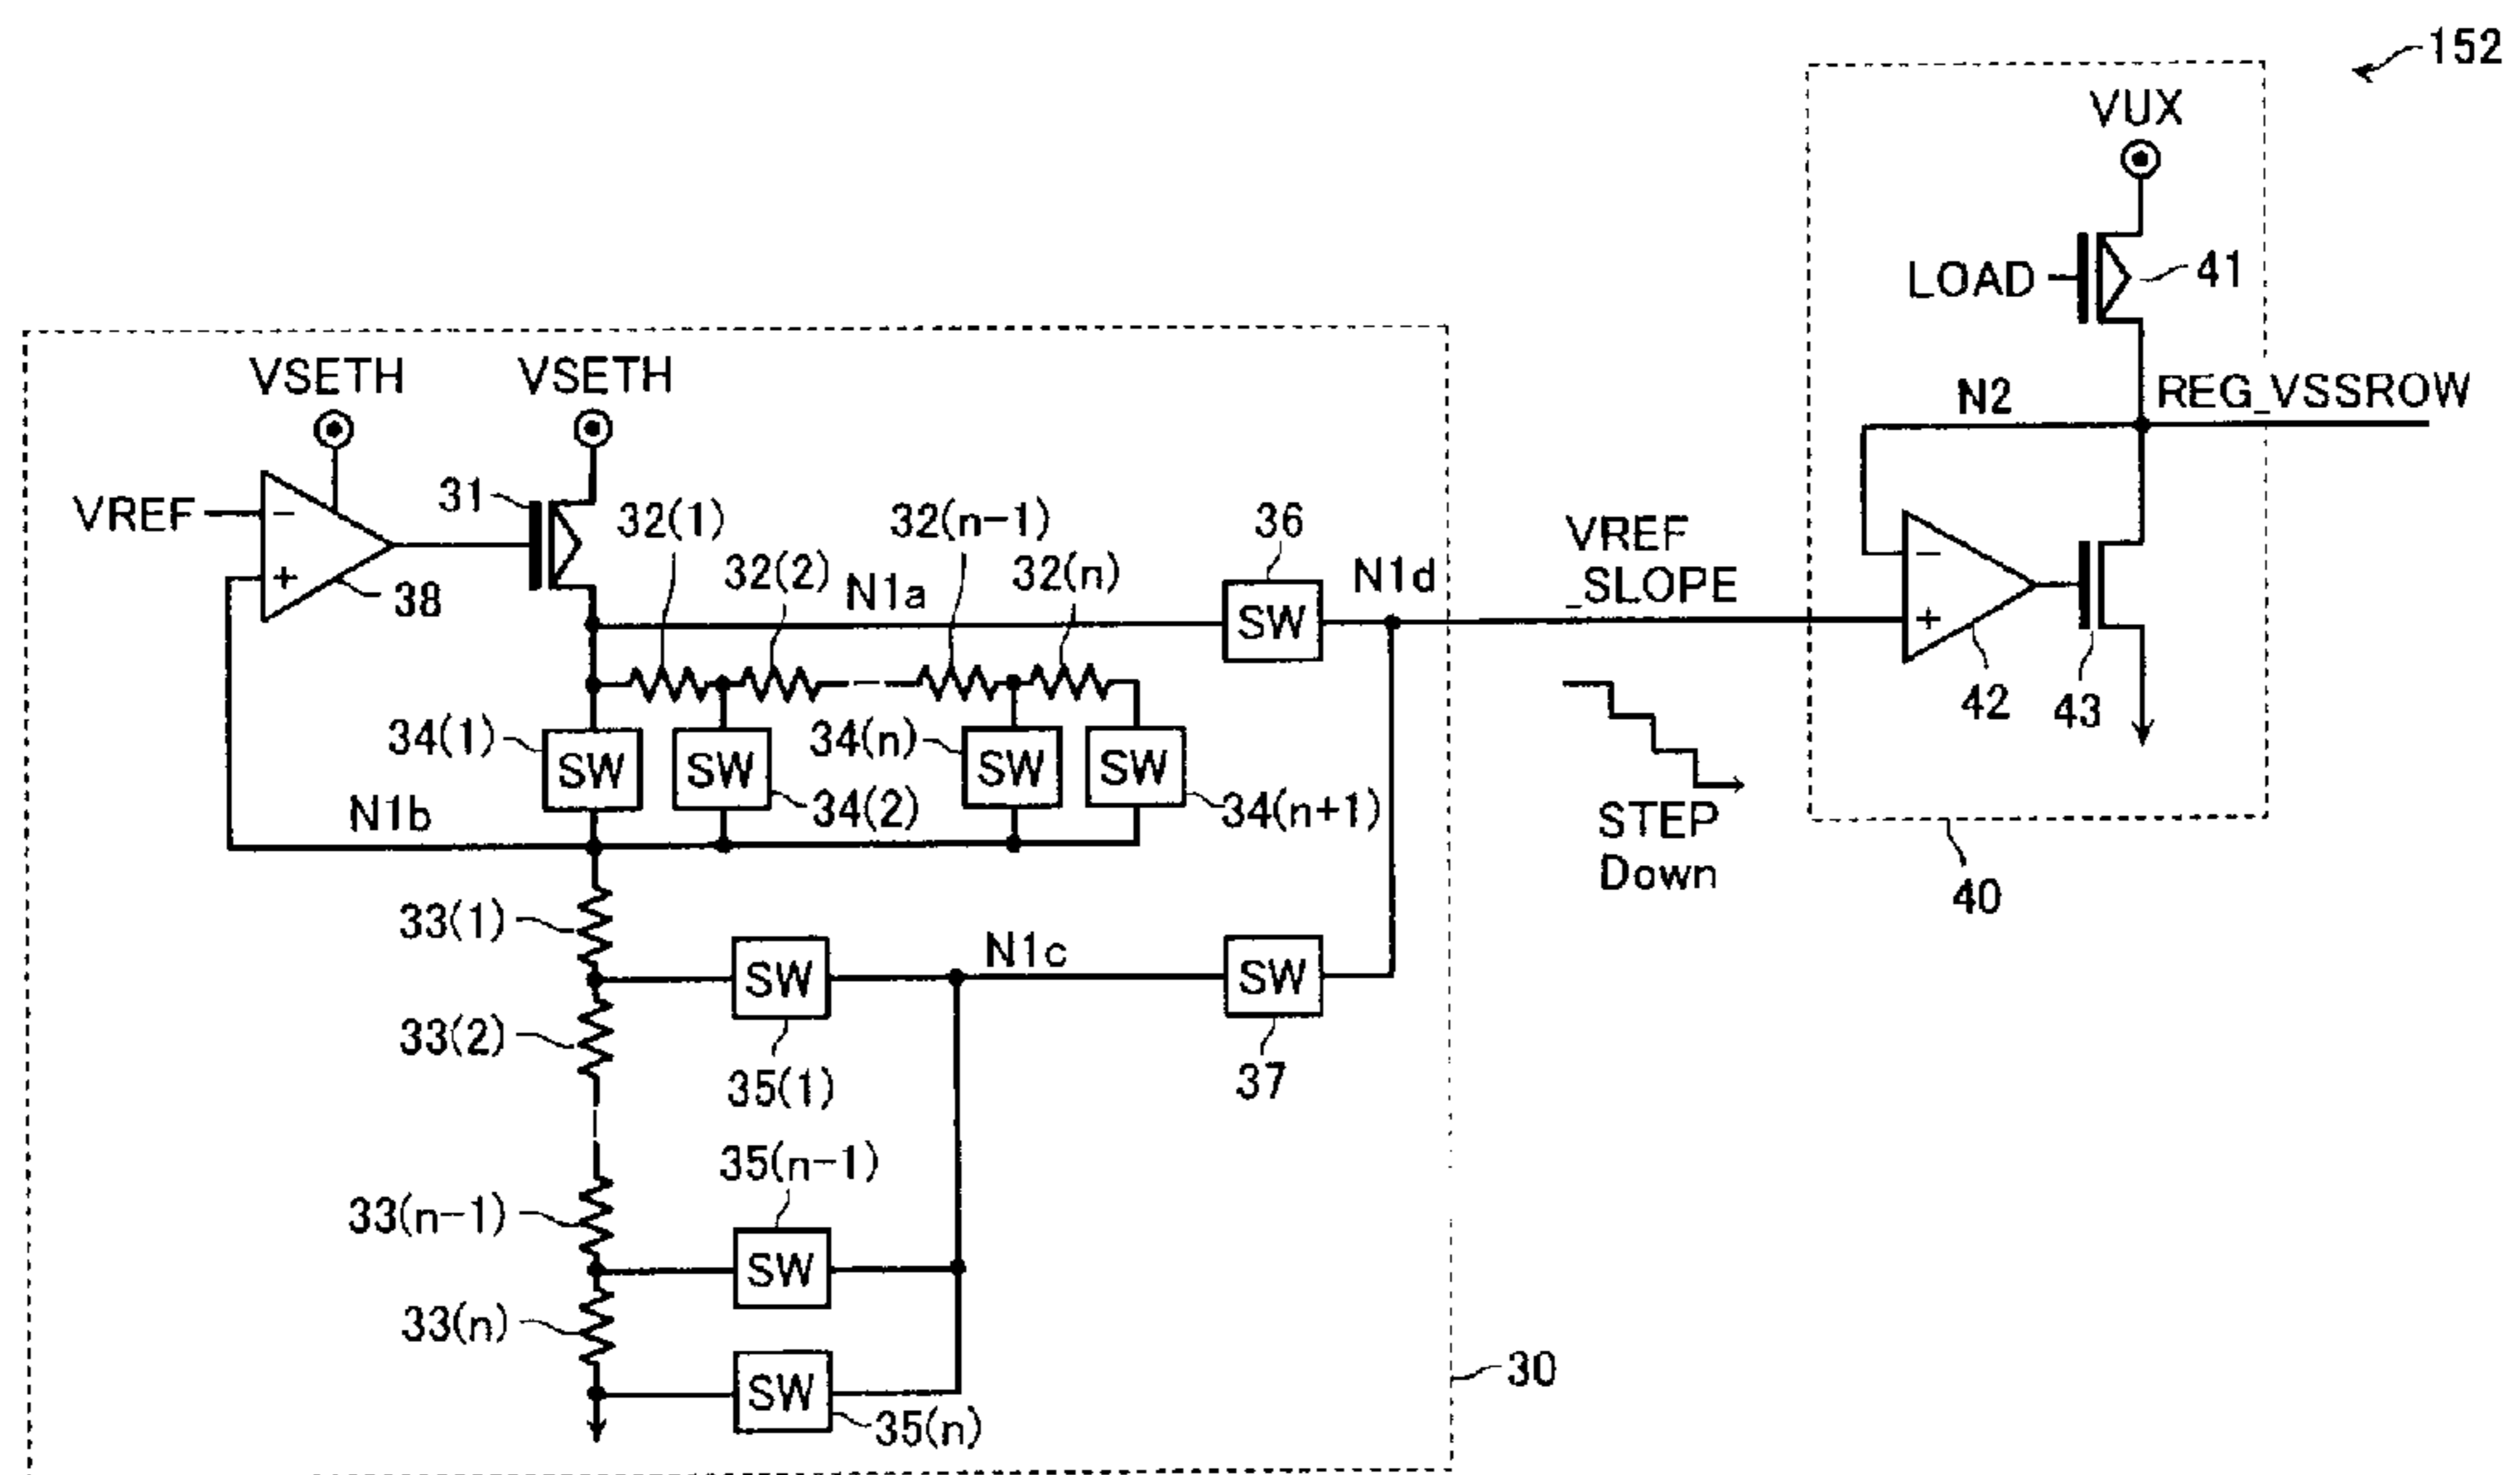 152
VUX
LOAD
41
N2
REG_VSSROW
VSETH
VSETH
VREF
31
38
32(1)
32(2)
32(n-1)
32(n)
N1a
36
SW
N1d
VREF
_SLOPE
42
43
34(1)
SW
SW
34(2)
34(n)
SW
SW
34(n+1)
N1b
STEP
Down
40
33(1)
SW
35(1)
N1c
SW
37
33(2)
35(n-1)
33(n-1)
SW
33(n)
SW
35(n)
30